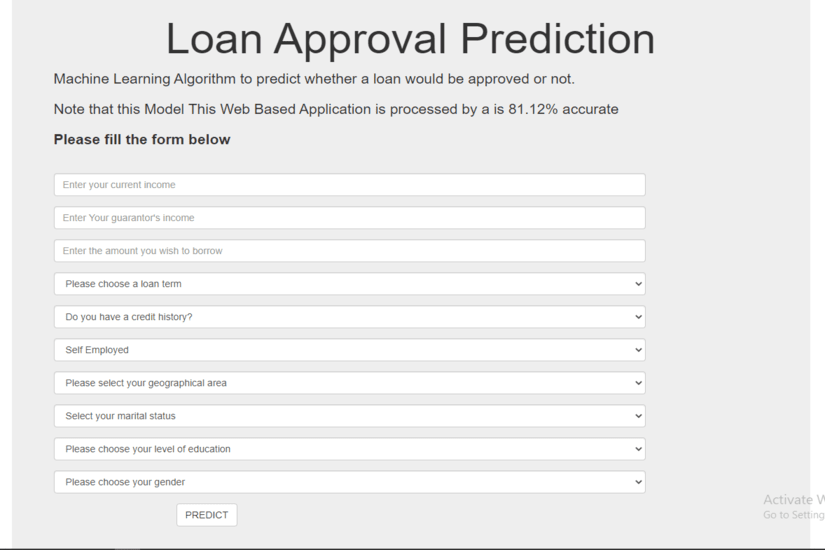 Loan Approval Prediction
Machine Learning Algorithm to predict whether a loan would be approved or not.
Note that this Model This Web Based Application is processed by a is 81.12% accurate
Please fill the form below
Enter your current income
Enter Your guarantor's income
Enter the amount you wish to borrow
Please choose a loan term
Do you have a credit history?
Self Employed
Please select your geographical area
Select your marital status
Please choose your level of education
Please choose your gender
PREDICT
Activate W
Go to Setting